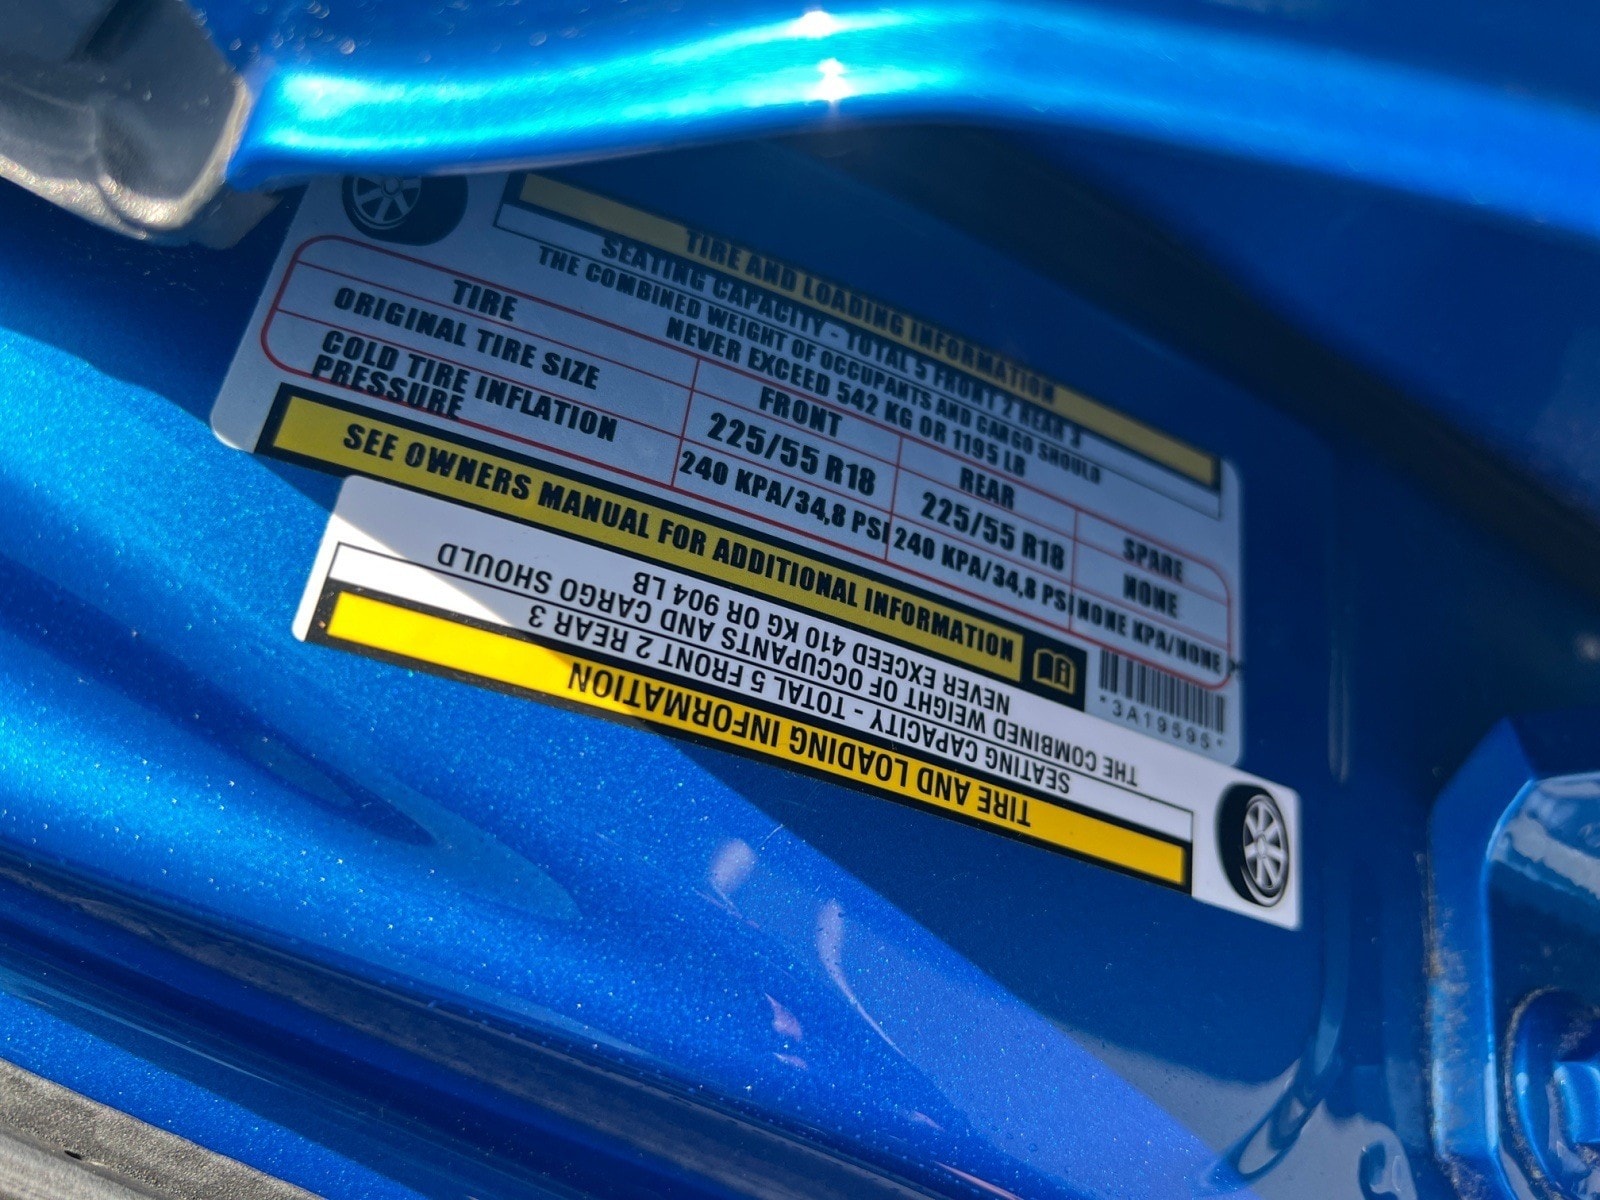 TIRE AND LOADING INFORMATION
SEATING CAPACITY - TOTAL 5 FRONT 2 REAR 3
THE COMBINED WEIGHT OF OCCUPANTS AND CARGO SHOULD
NEVER EXCEED 542 KG OR 1195 LB
TIRE FRONT REAR SPARE
ORIGINAL TIRE SIZE 225/55 R18 225/55 R18 NONE
COLD TIRE INFLATION
PRESSURE 240 KPA/34,8 PSI 240 KPA/34,8 PSI NONE KPA/NONE
SEE OWNERS MANUAL FOR ADDITIONAL INFORMATION
*3A19595*
TIRE AND LOADING INFORMATION
SEATING CAPACITY - TOTAL 5 FRONT 2 REAR 3
THE COMBINED WEIGHT OF OCCUPANTS AND CARGO SHOULD
NEVER EXCEED 410 KG OR 904 LB